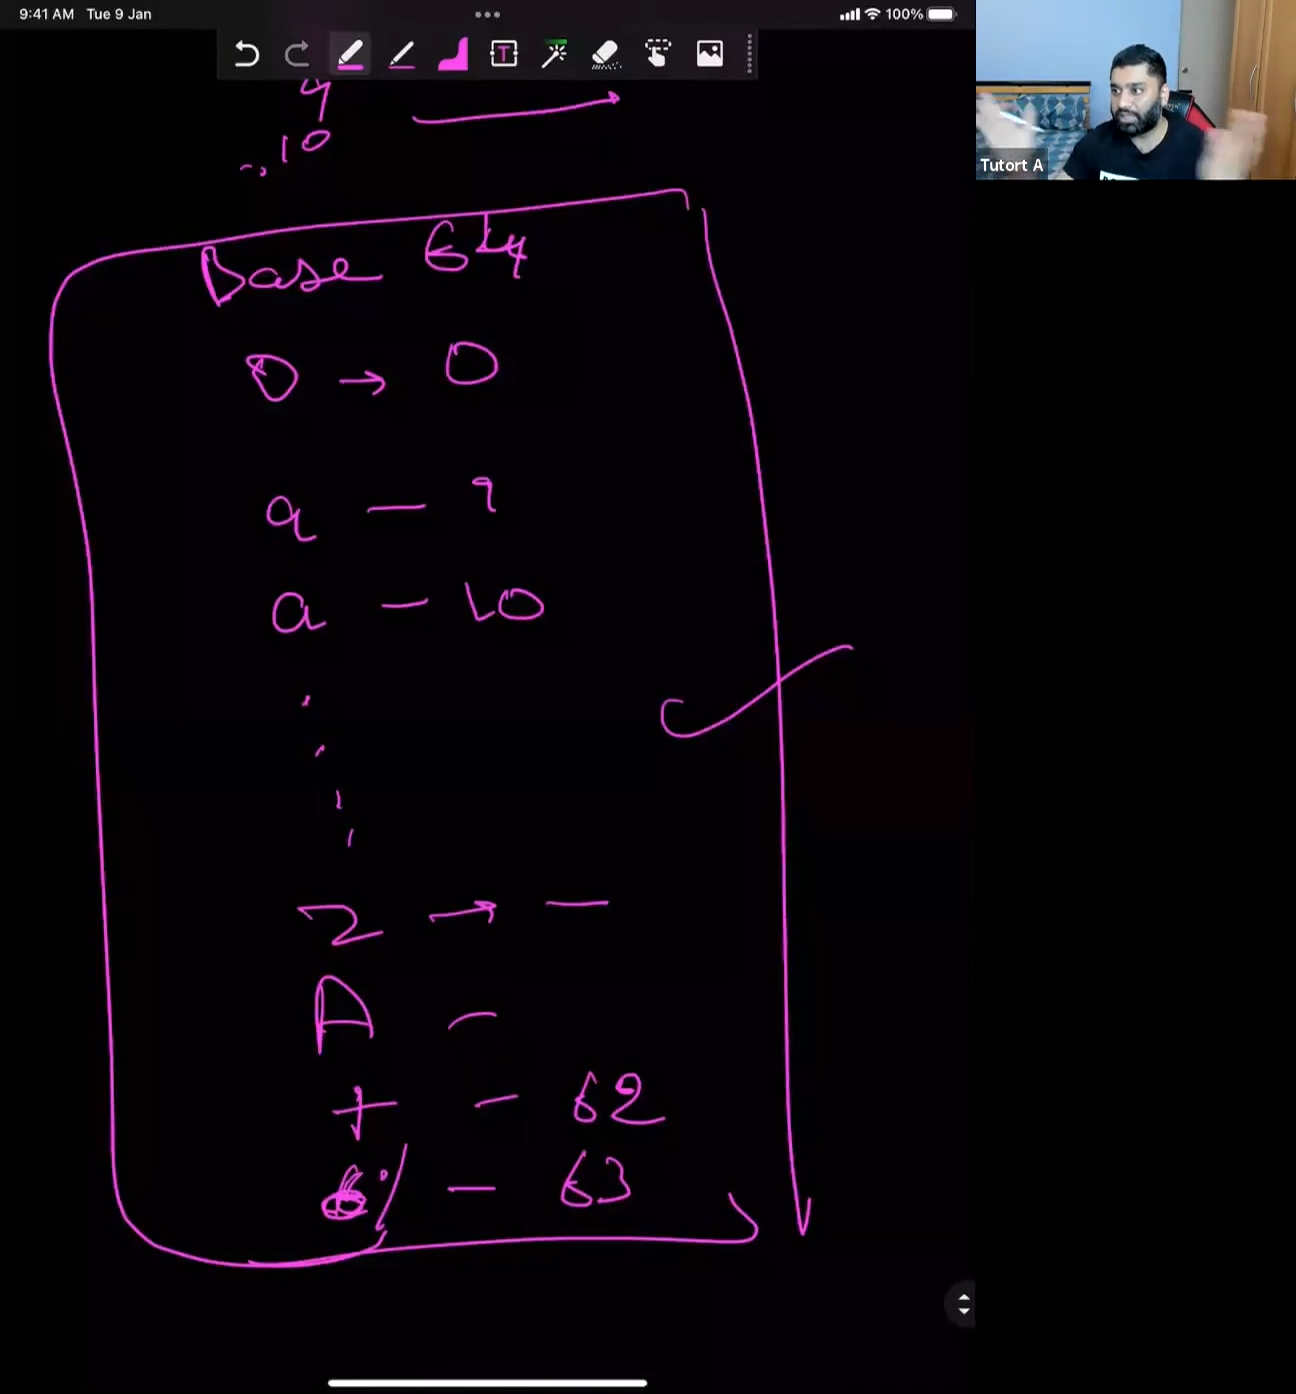 9:41 AM Tue 9 Jan
100%
T
Tutort A
9
10
Base 64
0 → 0
9 — 9
a — 10
z → —
A —
+ — 62
/ — 63